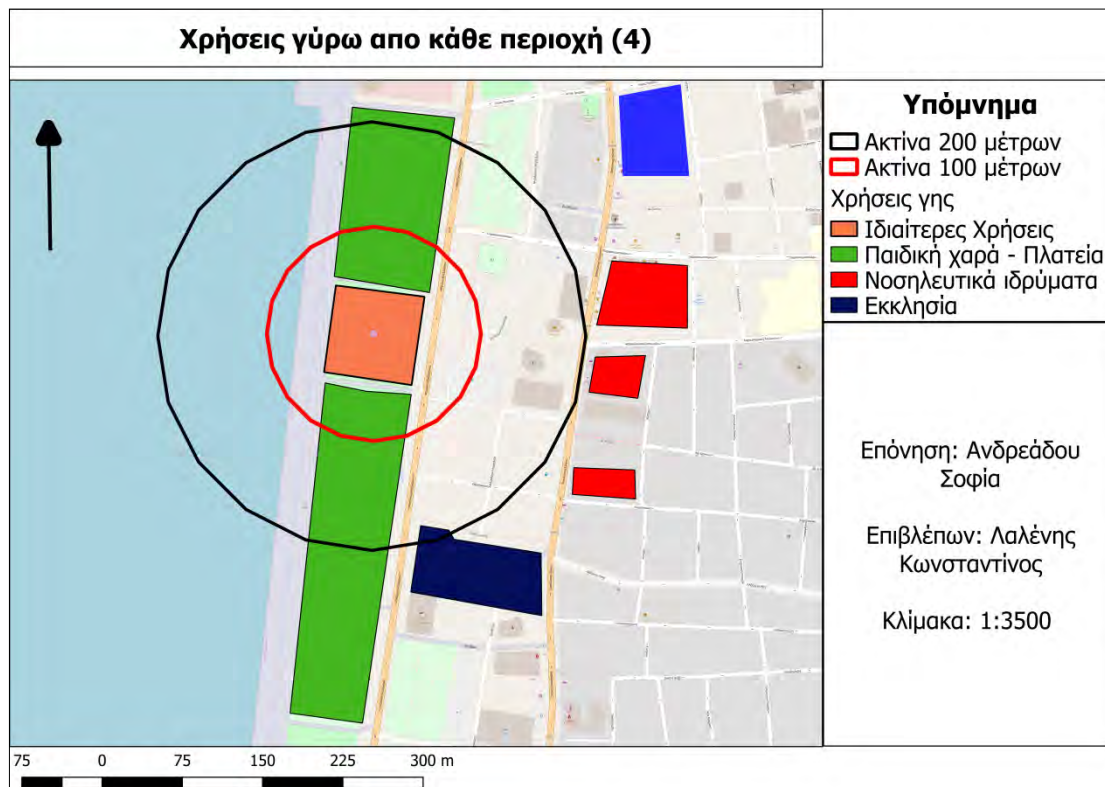 Χρήσεις γύρω απο κάθε περιοχή (4)
Υπόμνημα
Ακτίνα 200 μέτρων
Ακτίνα 100 μέτρων
Χρήσεις γης
Ιδιαίτερες Χρήσεις
Παιδική χαρά - Πλατεία
Νοσηλευτικά ιδρύματα
Εκκλησία
Επόνηση: Ανδρεάδου
Σοφία
Επιβλέπων: Λαλένης
Κωνσταντίνος
Κλίμακα: 1:3500
75 0 75 150 225 300 m